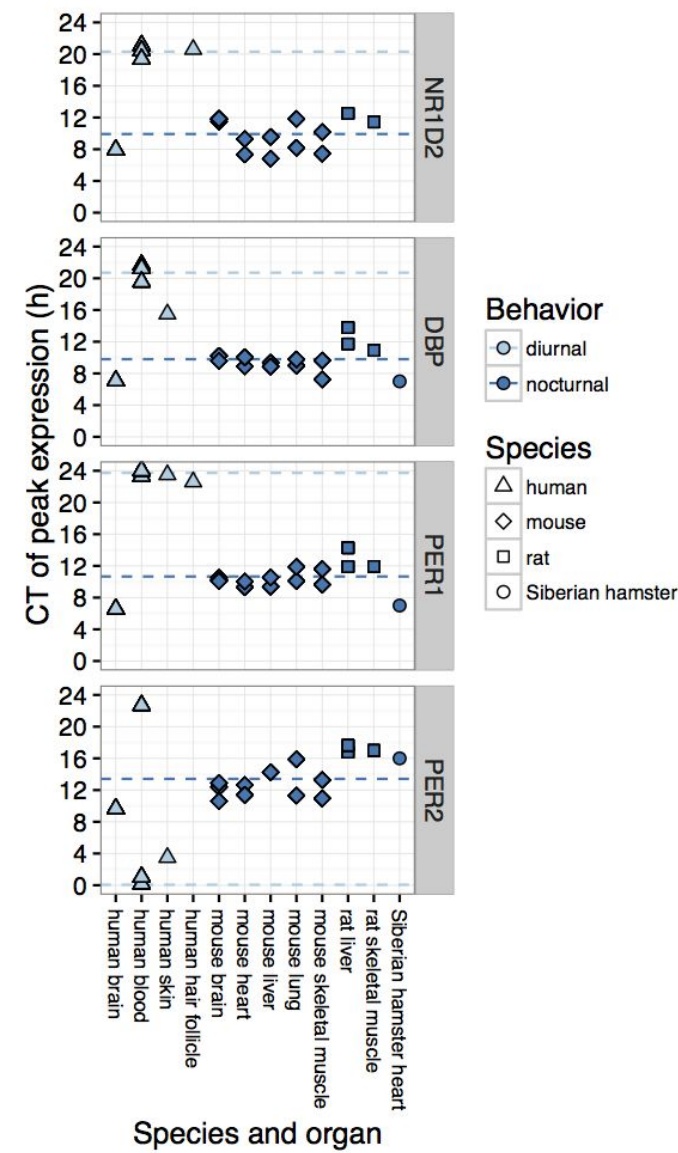 CT of peak expression (h)
24
20
16
12
8
4
0
NR1D2
24
20
16
12
8
4
0
DBP
24
20
16
12
8
4
0
PER1
24
20
16
12
8
4
0
PER2
human brain
human blood
human skin
human hair follicle
mouse brain
mouse heart
mouse liver
mouse lung
mouse skeletal muscle
rat liver
rat skeletal muscle
Siberian hamster heart
Species and organ
Behavior
diurnal
nocturnal
Species
human
mouse
rat
Siberian hamster